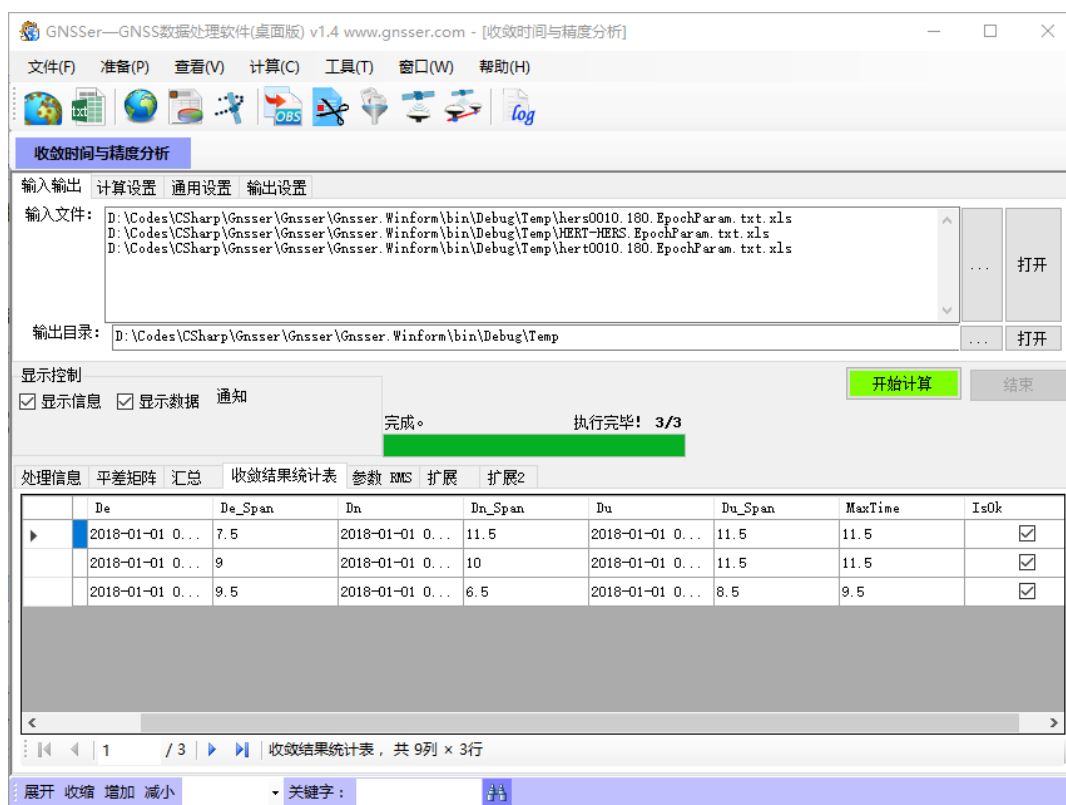 GNSSer—GNSS数据处理软件(桌面版) v1.4 www.gnsser.com - [收敛时间与精度分析]
文件(F) 准备(P) 查看(V) 计算(C) 工具(T) 窗口(W) 帮助(H)
txt OBS log
收敛时间与精度分析
输入输出 计算设置 通用设置 输出设置
输入文件: D:\Codes\CSharp\Gnsser\Gnsser\Gnsser.Winform\bin\Debug\Temp\hers0010.180.EpochParam.txt.xls
D:\Codes\CSharp\Gnsser\Gnsser\Gnsser.Winform\bin\Debug\Temp\HERT-HERS.EpochParam.txt.xls
D:\Codes\CSharp\Gnsser\Gnsser\Gnsser.Winform\bin\Debug\Temp\hert0010.180.EpochParam.txt.xls
... 打开
输出目录: D:\Codes\CSharp\Gnsser\Gnsser\Gnsser.Winform\bin\Debug\Temp ... 打开
显示控制
显示信息 显示数据 通知
开始计算 结束
完成。 执行完毕! 3/3
处理信息 平差矩阵 汇总 收敛结果统计表 参数 RMS 扩展 扩展2
De De_Span Dn Dn_Span Du Du_Span MaxTime IsOk
2018-01-01 0... 7.5 2018-01-01 0... 11.5 2018-01-01 0... 11.5 11.5
2018-01-01 0... 9 2018-01-01 0... 10 2018-01-01 0... 11.5 11.5
2018-01-01 0... 9.5 2018-01-01 0... 6.5 2018-01-01 0... 8.5 9.5
1 / 3 收敛结果统计表 , 共 9列 × 3行
展开 收缩 增加 减小 关键字: